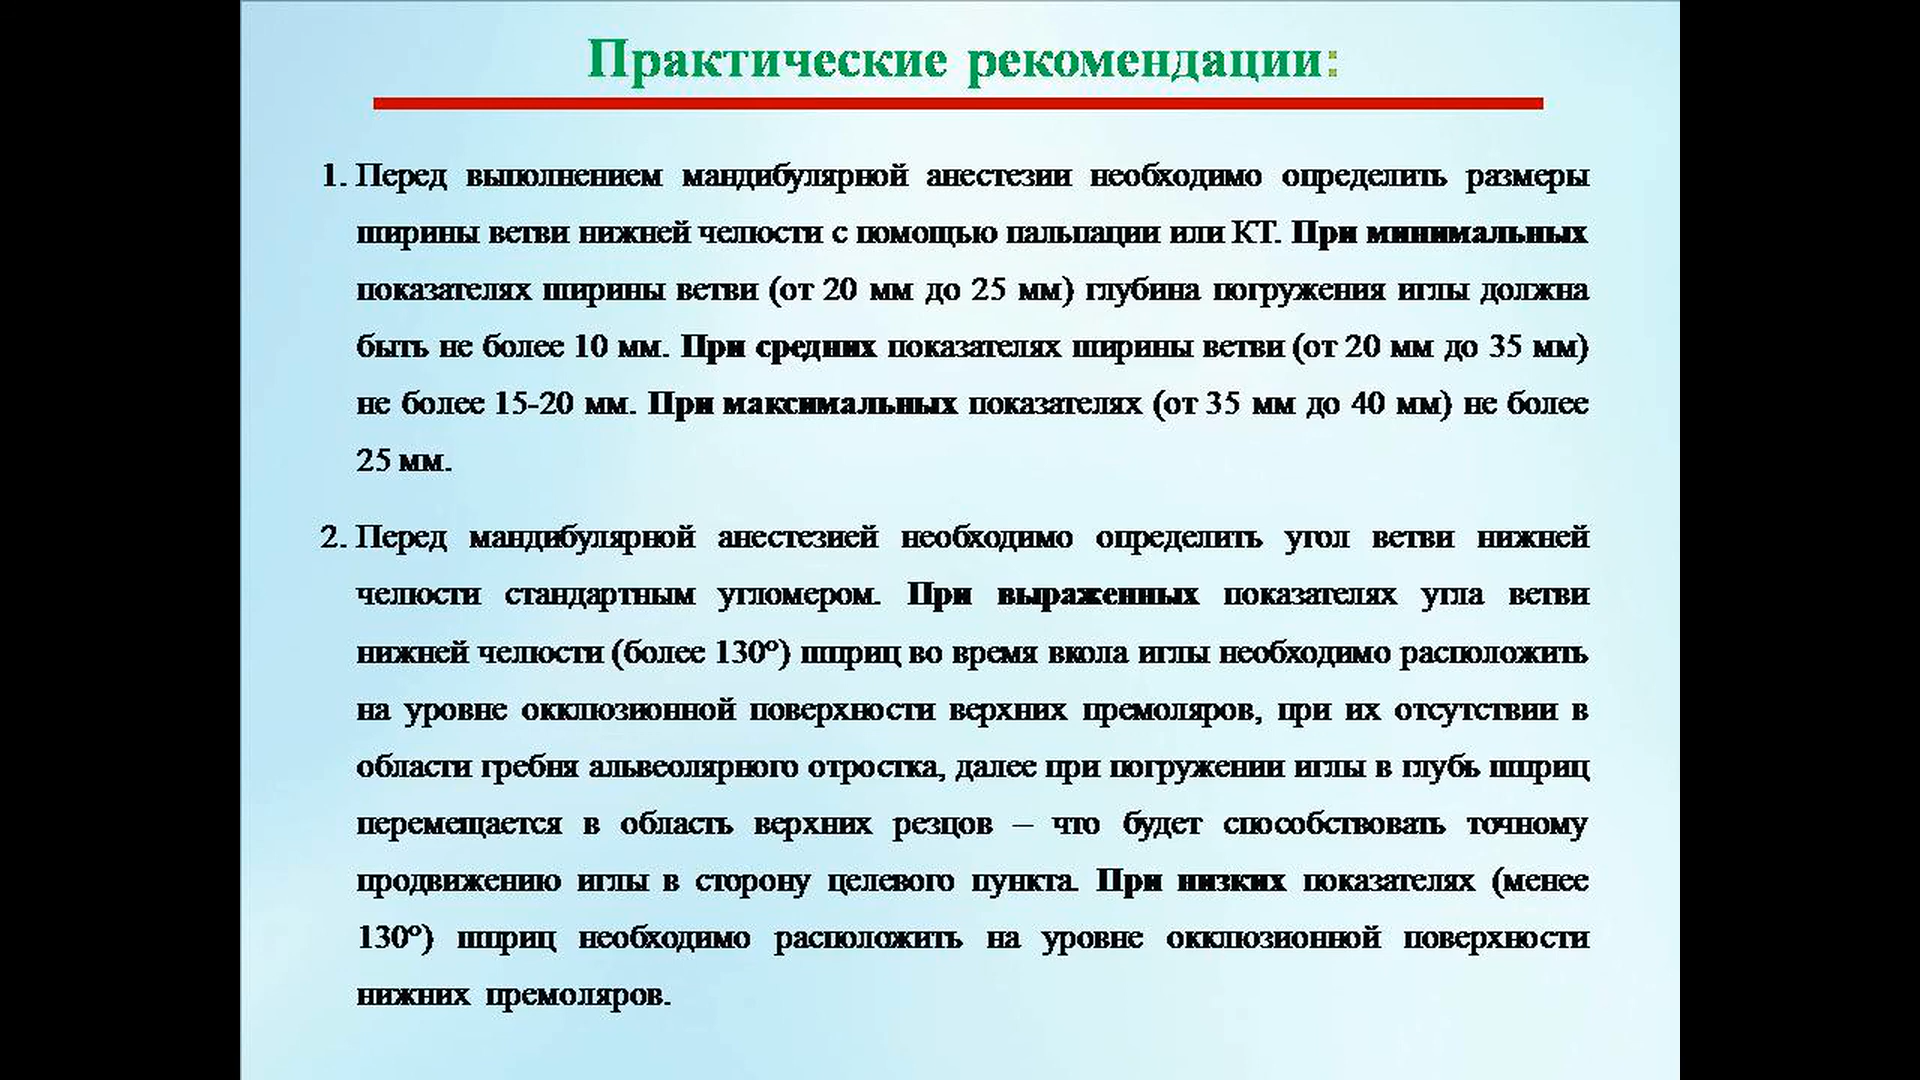 Практические рекомендации:
1. Перед выполнением мандибулярной анестезии необходимо определить размеры
ширины ветви нижней челюсти с помощью пальпации или КТ. При минимальных
показателях ширины ветви (от 20 мм до 25 мм) глубина погружения иглы должна
быть не более 10 мм. При средних показателях ширины ветви (от 20 мм до 35 мм)
не более 15-20 мм. При максимальных показателях (от 35 мм до 40 мм) не более
25 мм.
2. Перед мандибулярной анестезией необходимо определить угол ветви нижней
челюсти стандартным угломером. При выраженных показателях угла ветви
нижней челюсти (более 130°) шприц во время вкола иглы необходимо расположить
на уровне окклюзионной поверхности верхних премоляров, при их отсутствии в
области гребня альвеолярного отростка, далее при погружении иглы в глубь шприц
перемещается в область верхних резцов – что будет способствовать точному
продвижению иглы в сторону целевого пункта. При низких показателях (менее
130°) шприц необходимо расположить на уровне окклюзионной поверхности
нижних премоляров.